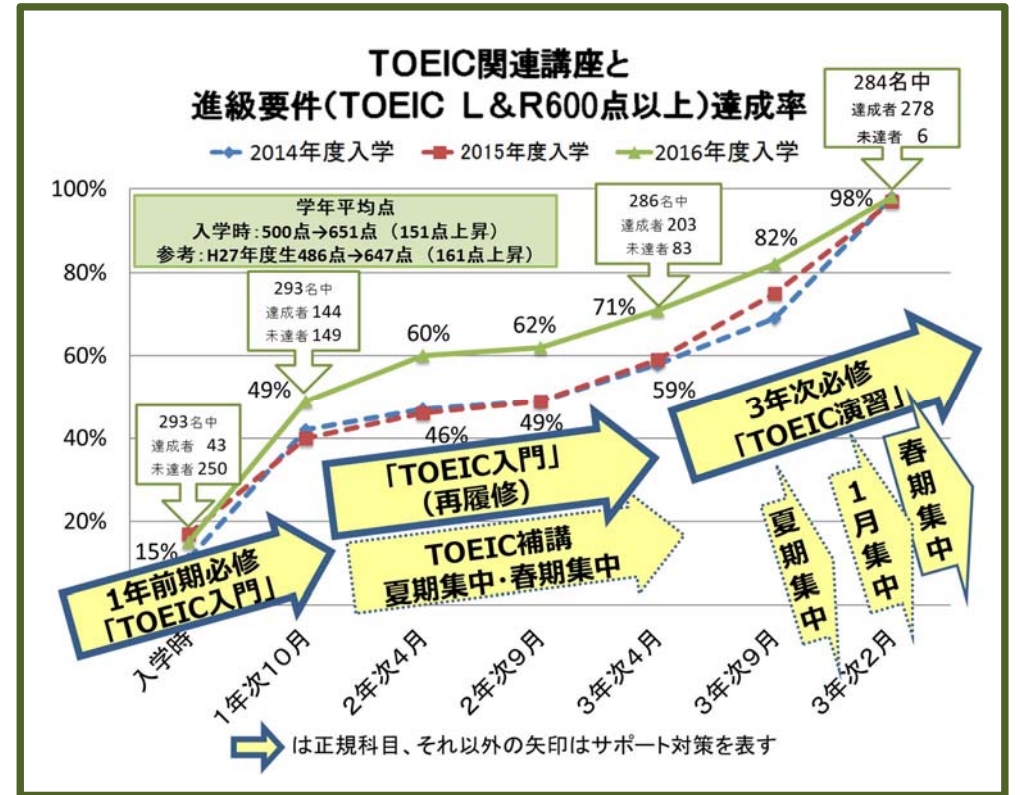 TOEIC関連講座と
進級要件(TOEIC L&R600点以上)達成率
2014年度入学 2015年度入学 2016年度入学
284名中
達成者 278
未達者 6
100%
80%
60%
40%
20%
学年平均点
入学時:500点→651点（151点上昇）
参考:H27年度生486点→647点（161点上昇）
293名中
達成者 43
未達者 250
293名中
達成者 144
未達者 149
286名中
達成者 203
未達者 83
15%
49%
60%
62%
71%
82%
98%
46%
49%
59%
1年前期必修
「TOEIC入門」
「TOEIC入門」
（再履修）
TOEIC補講
夏期集中・春期集中
3年次必修
「TOEIC演習」
夏期集中
1月集中
春期集中
入学時
1年次10月
2年次4月
2年次9月
3年次4月
3年次9月
3年次2月
は正規科目、それ以外の矢印はサポート対策を表す